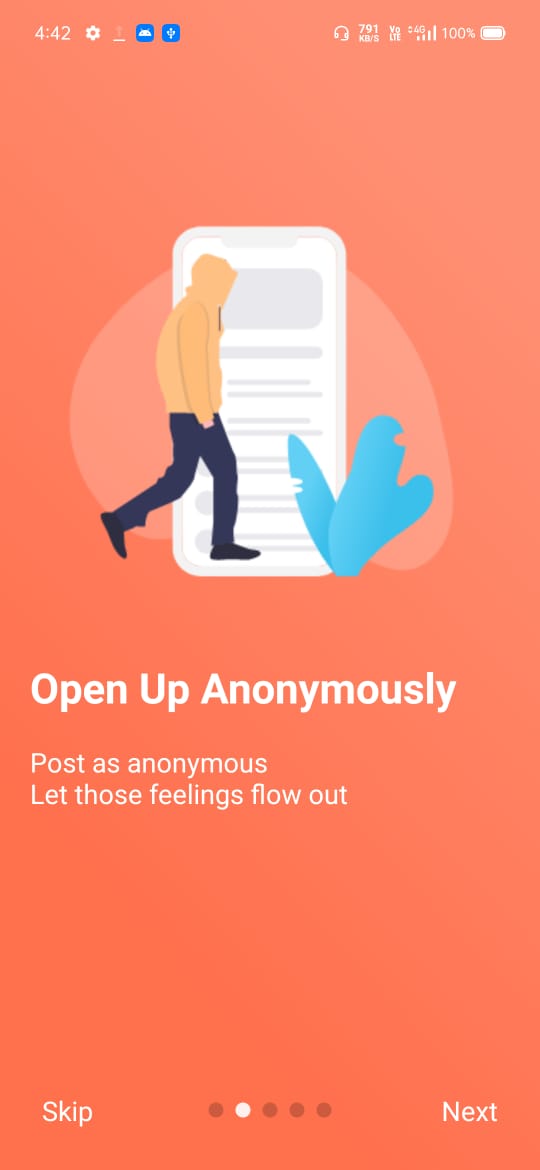 4:42
791 KB/S Vo LTE 4G 100%
Open Up Anonymously
Post as anonymous
Let those feelings flow out
Skip
Next